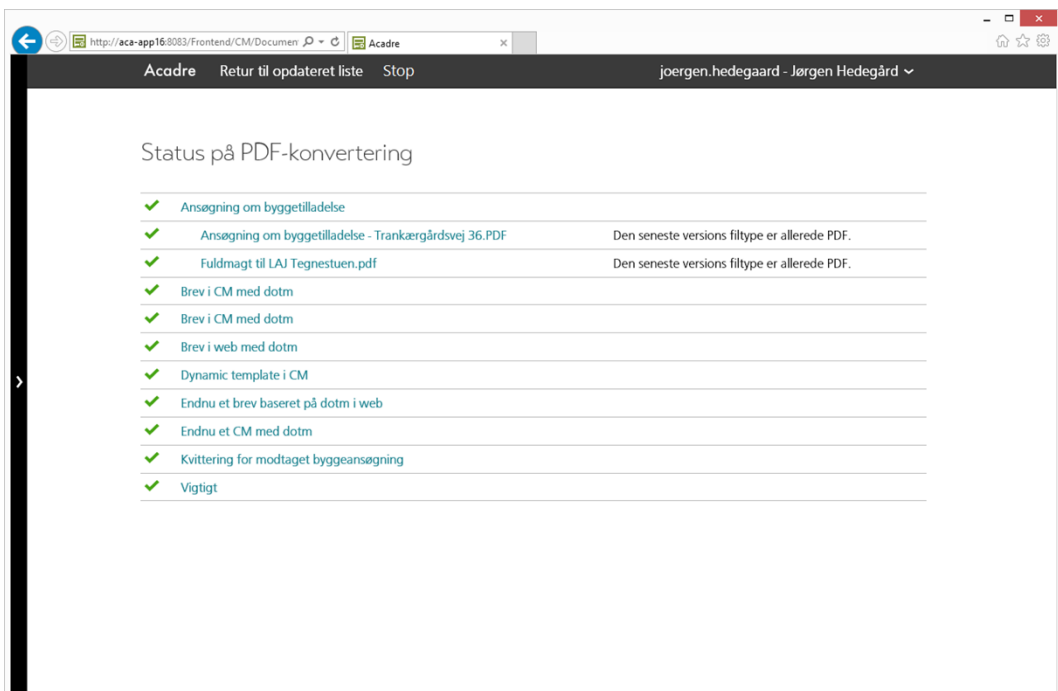 http://aca-app16:8083/Frontend/CM/Documen Acadre
Acadre Retur til opdateret liste Stop joergen.hedegaard - Jørgen Hedegård
Status på PDF-konvertering
Ansøgning om byggetilladelse
Ansøgning om byggetilladelse - Trankærgårdsvej 36.PDF Den seneste versions filtype er allerede PDF.
Fuldmagt til LAJ Tegnestuen.pdf Den seneste versions filtype er allerede PDF.
Brev i CM med dotm
Brev i CM med dotm
Brev i web med dotm
Dynamic template i CM
Endnu et brev baseret på dotm i web
Endnu et CM med dotm
Kvittering for modtaget byggeansøgning
Vigtigt